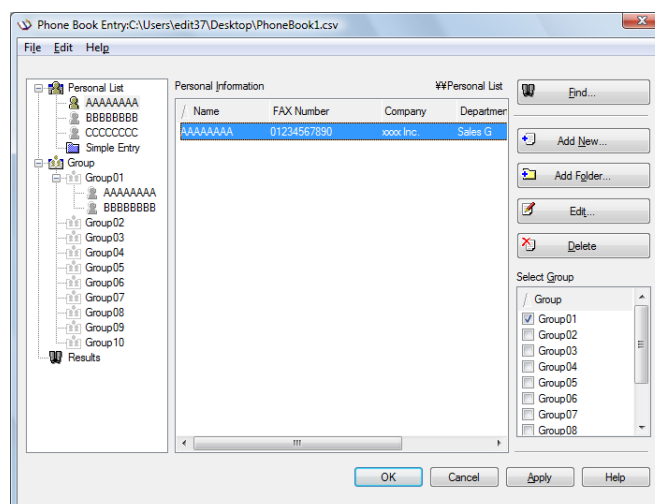 Phone Book Entry:C:\Users\edit37\Desktop\PhoneBook1.csv
File Edit Help
Personal List
AAAAAAAA
BBBBBBBB
CCCCCCCC
Simple Entry
Group
Group01
AAAAAAAA
BBBBBBBB
Group02
Group03
Group04
Group05
Group06
Group07
Group08
Group09
Group10
Results
Personal Information ¥¥Personal List
/ Name FAX Number Company Departmen
AAAAAAAA 01234567890 xxxx Inc. Sales G
Find...
Add New...
Add Folder...
Edit...
Delete
Select Group
/ Group
Group01
Group02
Group03
Group04
Group05
Group06
Group07
Group08
OK Cancel Apply Help